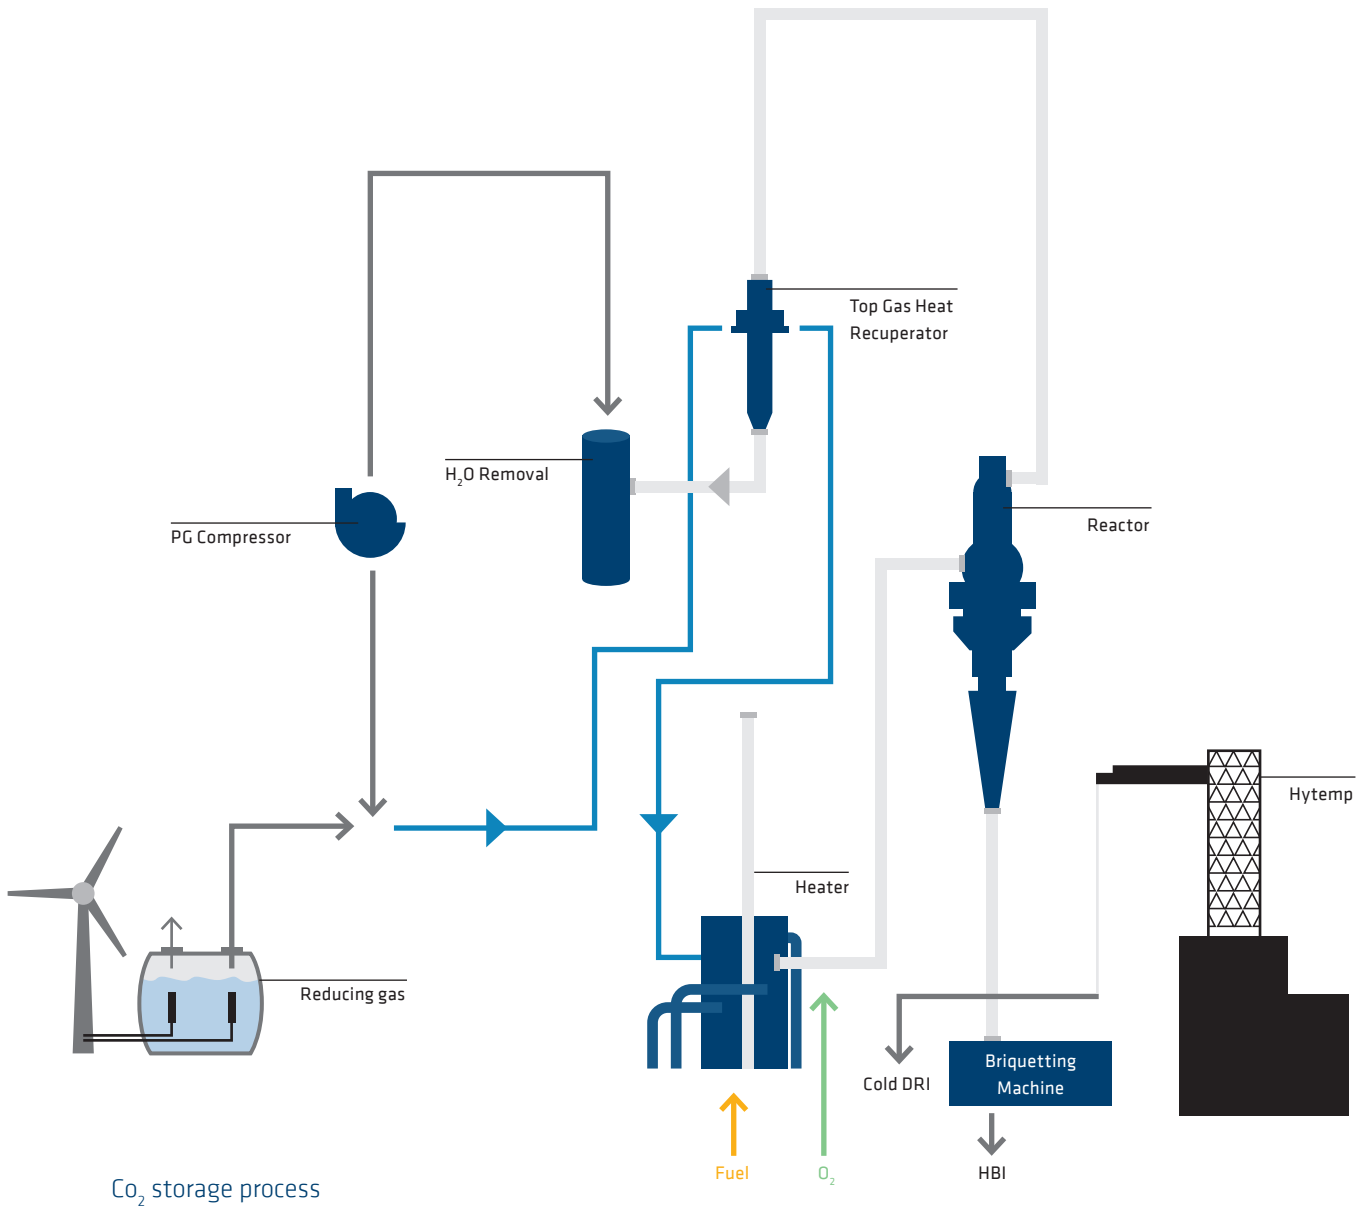 Top Gas Heat
Recuperator
H₂O Removal
Reactor
PG Compressor
Hytemp
Heater
Reducing gas
Briquetting
Machine
Cold DRI
Fuel
O₂
HBI
Co₂ storage process